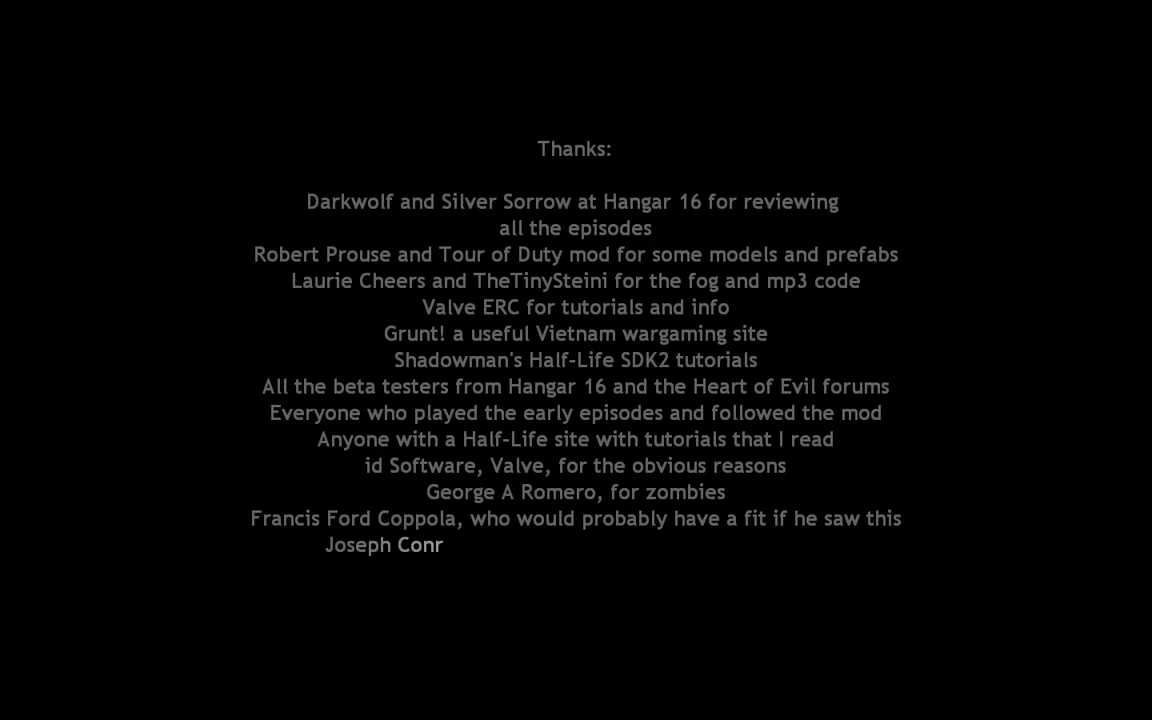 Thanks:
Darkwolf and Silver Sorrow at Hangar 16 for reviewing
all the episodes
Robert Prouse and Tour of Duty mod for some models and prefabs
Laurie Cheers and TheTinySteini for the fog and mp3 code
Valve ERC for tutorials and info
Grunt! a useful Vietnam wargaming site
Shadowman's Half-Life SDK2 tutorials
All the beta testers from Hangar 16 and the Heart of Evil forums
Everyone who played the early episodes and followed the mod
Anyone with a Half-Life site with tutorials that I read
id Software, Valve, for the obvious reasons
George A Romero, for zombies
Francis Ford Coppola, who would probably have a fit if he saw this
Joseph Conr